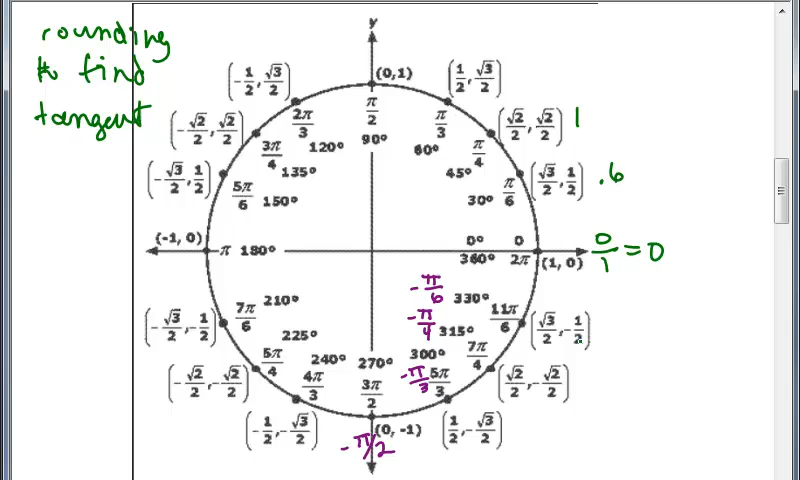 rounding
to find
tangent
y
(0,1)
(-1/2, √3/2)
(1/2, √3/2)
(-√2/2, √2/2)
2π/3
π/2
π/3
(√2/2, √2/2) 1
3π/4
120°
90°
60°
π/4
(-√3/2, 1/2)
135°
45°
(√3/2, 1/2) .6
5π/6
150°
30°
π/6
(-1, 0)
π 180°
0° 0
360° 2π
(1, 0)
0/1 = 0
7π/6
210°
-π/6
330°
11π/6
(-√3/2, -1/2)
225°
-π/4
315°
(√3/2, -1/2)
5π/4
240°
270°
300°
7π/4
(-√2/2, -√2/2)
4π/3
3π/2
-π/3
5π/3
(√2/2, -√2/2)
(-1/2, -√3/2)
(0, -1)
(1/2, -√3/2)
-π/2